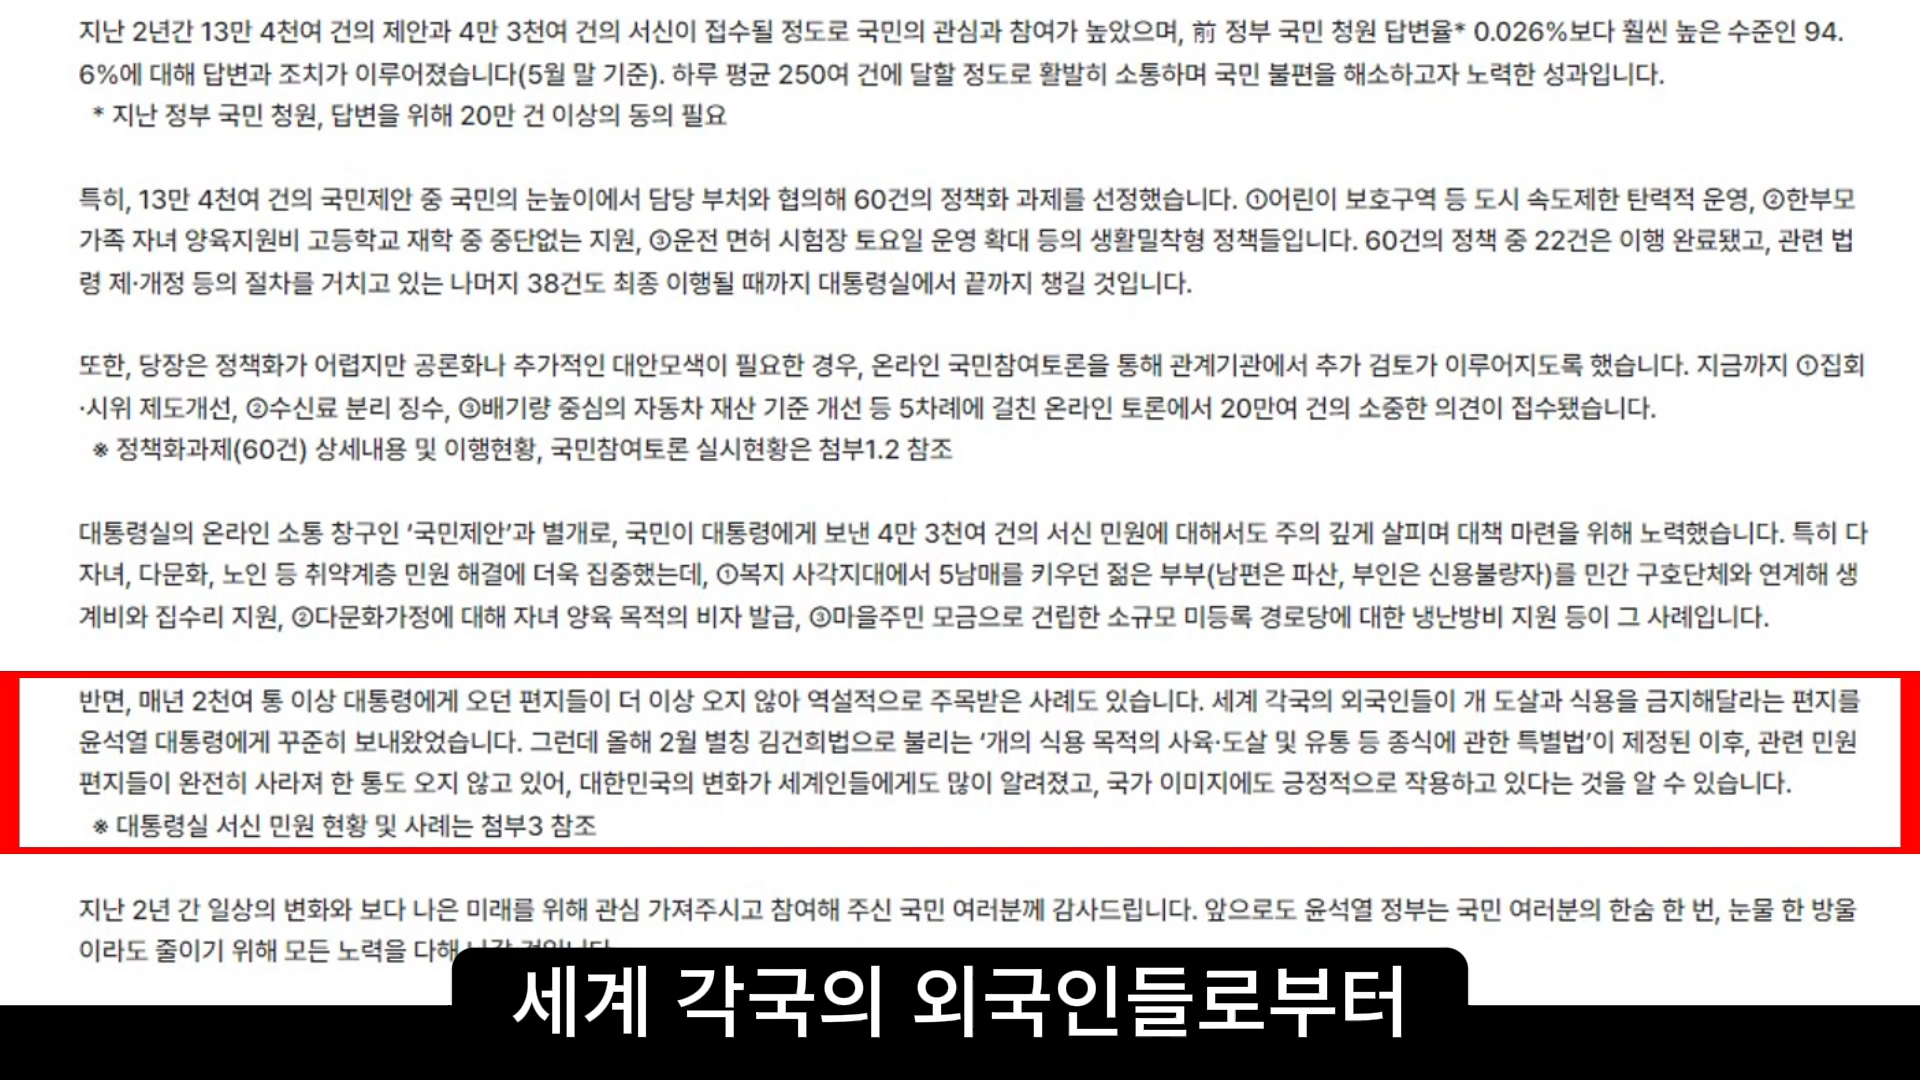 지난 2년간 13만 4천여 건의 제안과 4만 3천여 건의 서신이 접수될 정도로 국민의 관심과 참여가 높았으며, 前 정부 국민 청원 답변율* 0.026%보다 훨씬 높은 수준인 94.
6%에 대해 답변과 조치가 이루어졌습니다(5월 말 기준). 하루 평균 250여 건에 달할 정도로 활발히 소통하며 국민 불편을 해소하고자 노력한 성과입니다.
* 지난 정부 국민 청원, 답변을 위해 20만 건 이상의 동의 필요
특히, 13만 4천여 건의 국민제안 중 국민의 눈높이에서 담당 부처와 협의해 60건의 정책화 과제를 선정했습니다. ①어린이 보호구역 등 도시 속도제한 탄력적 운영, ②한부모
가족 자녀 양육지원비 고등학교 재학 중 중단없는 지원, ③운전 면허 시험장 토요일 운영 확대 등의 생활밀착형 정책들입니다. 60건의 정책 중 22건은 이행 완료됐고, 관련 법
령 제·개정 등의 절차를 거치고 있는 나머지 38건도 최종 이행될 때까지 대통령실에서 끝까지 챙길 것입니다.
또한, 당장은 정책화가 어렵지만 공론화나 추가적인 대안모색이 필요한 경우, 온라인 국민참여토론을 통해 관계기관에서 추가 검토가 이루어지도록 했습니다. 지금까지 ①집회
·시위 제도개선, ②수신료 분리 징수, ③배기량 중심의 자동차 재산 기준 개선 등 5차례에 걸친 온라인 토론에서 20만여 건의 소중한 의견이 접수됐습니다.
※ 정책화과제(60건) 상세내용 및 이행현황, 국민참여토론 실시현황은 첨부1.2 참조
대통령실의 온라인 소통 창구인 ‘국민제안’과 별개로, 국민이 대통령에게 보낸 4만 3천여 건의 서신 민원에 대해서도 주의 깊게 살피며 대책 마련을 위해 노력했습니다. 특히 다
자녀, 다문화, 노인 등 취약계층 민원 해결에 더욱 집중했는데, ①복지 사각지대에서 5남매를 키우던 젊은 부부(남편은 파산, 부인은 신용불량자)를 민간 구호단체와 연계해 생
계비와 집수리 지원, ②다문화가정에 대해 자녀 양육 목적의 비자 발급, ③마을주민 모금으로 건립한 소규모 미등록 경로당에 대한 냉난방비 지원 등이 그 사례입니다.
반면, 매년 2천여 통 이상 대통령에게 오던 편지들이 더 이상 오지 않아 역설적으로 주목받은 사례도 있습니다. 세계 각국의 외국인들이 개 도살과 식용을 금지해달라는 편지를
윤석열 대통령에게 꾸준히 보내왔었습니다. 그런데 올해 2월 별칭 김건희법으로 불리는 ‘개의 식용 목적의 사육·도살 및 유통 등 종식에 관한 특별법’이 제정된 이후, 관련 민원
편지들이 완전히 사라져 한 통도 오지 않고 있어, 대한민국의 변화가 세계인들에게도 많이 알려졌고, 국가 이미지에도 긍정적으로 작용하고 있다는 것을 알 수 있습니다.
※ 대통령실 서신 민원 현황 및 사례는 첨부3 참조
지난 2년 간 일상의 변화와 보다 나은 미래를 위해 관심 가져주시고 참여해 주신 국민 여러분께 감사드립니다. 앞으로도 윤석열 정부는 국민 여러분의 한숨 한 번, 눈물 한 방울
이라도 줄이기 위해 모든 노력을 다해
세계 각국의 외국인들로부터